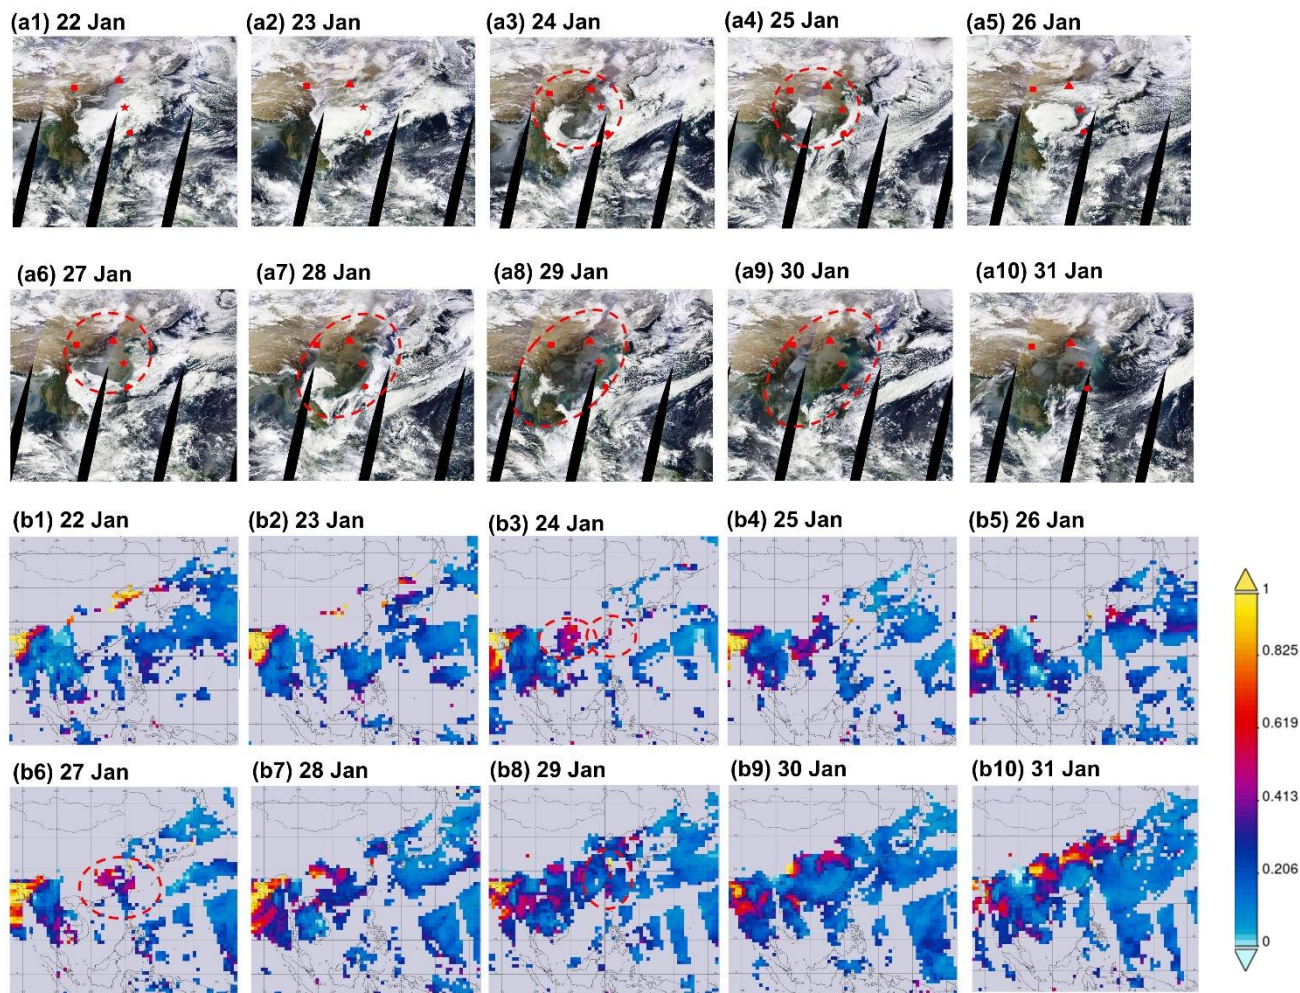 (a1) 22 Jan
(a2) 23 Jan
(a3) 24 Jan
(a4) 25 Jan
(a5) 26 Jan
(a6) 27 Jan
(a7) 28 Jan
(a8) 29 Jan
(a9) 30 Jan
(a10) 31 Jan
(b1) 22 Jan
(b2) 23 Jan
(b3) 24 Jan
(b4) 25 Jan
(b5) 26 Jan
1
0.825
0.619
0.413
0.206
0
(b6) 27 Jan
(b7) 28 Jan
(b8) 29 Jan
(b9) 30 Jan
(b10) 31 Jan